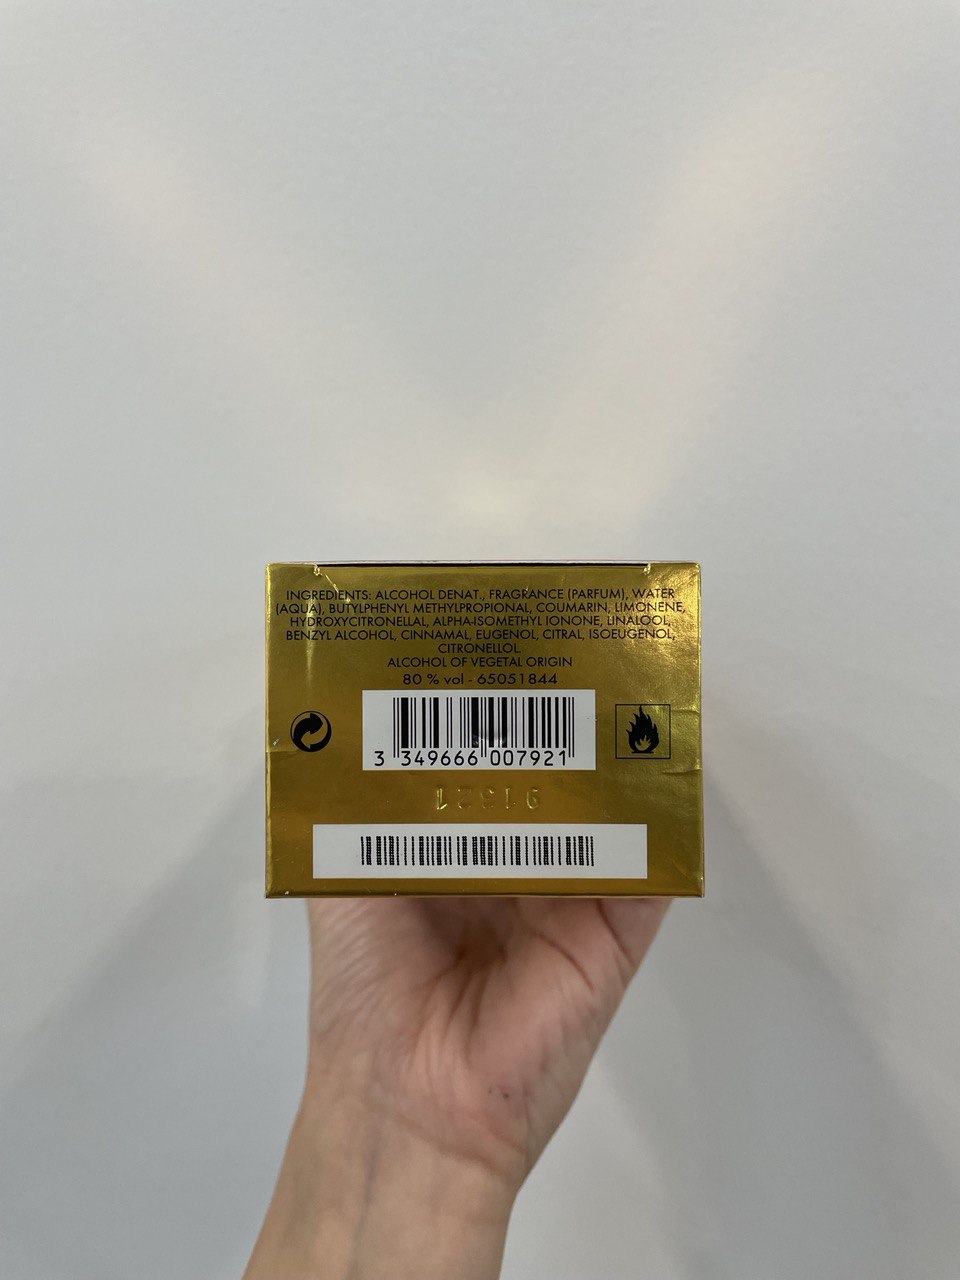 INGREDIENTS: ALCOHOL DENAT., FRAGRANCE (PARFUM), WATER
(AQUA), BUTYLPHENYL METHYLPROPIONAL, COUMARIN, LIMONENE,
HYDROXYCITRONELLAL, ALPHA-ISOMETHYL IONONE, LINALOOL,
BENZYL ALCOHOL, CINNAMAL, EUGENOL, CITRAL, ISOEUGENOL,
CITRONELLOL.
ALCOHOL OF VEGETAL ORIGIN
80 % vol - 65051844
3 349666 007921